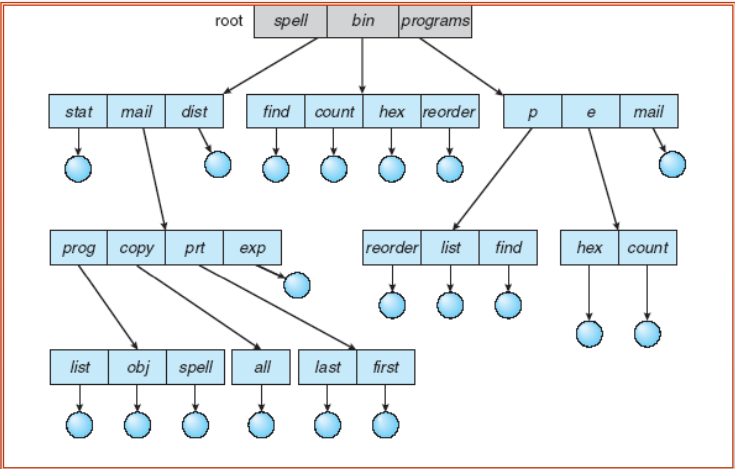 root spell bin programs
stat mail dist find count hex reorder p e mail
prog copy prt exp reorder list find hex count
list obj spell all last first